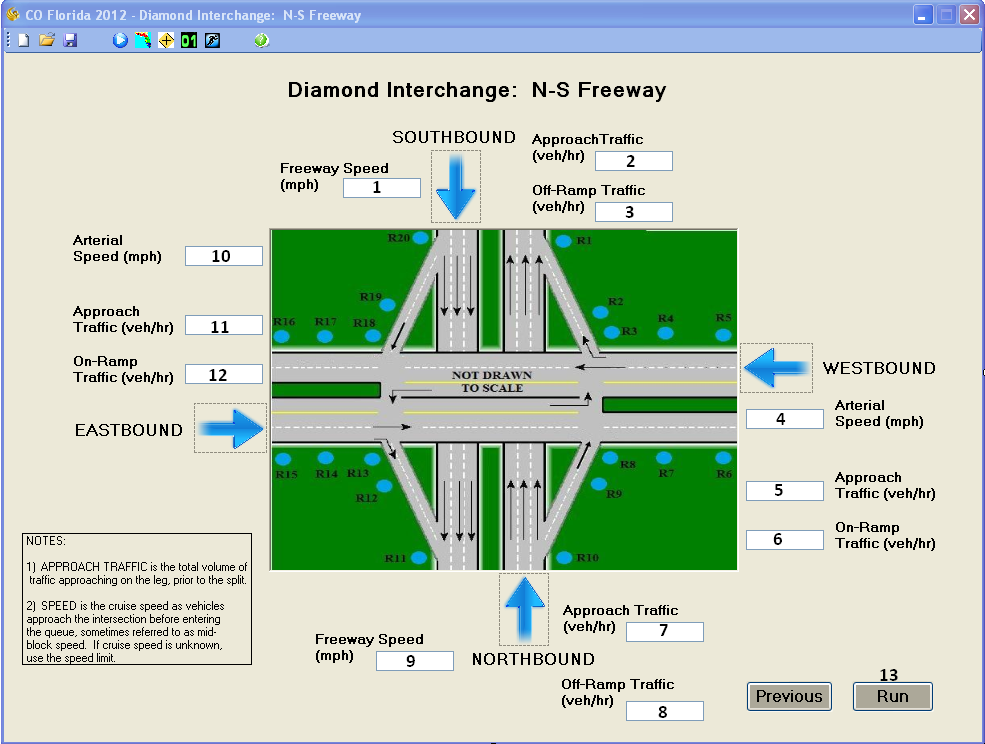 CO Florida 2012 - Diamond Interchange: N-S Freeway
01
Diamond Interchange: N-S Freeway
SOUTHBOUND
Freeway Speed
(mph)
1
ApproachTraffic
(veh/hr)
2
Off-Ramp Traffic
(veh/hr)
3
Arterial
Speed (mph)
10
Approach
Traffic (veh/hr)
11
On-Ramp
Traffic (veh/hr)
12
EASTBOUND
R20
R1
R19
R2
R16
R17
R18
R3
R4
R5
NOT DRAWN
TO SCALE
R15
R14
R13
R12
R11
R8
R7
R6
R9
R10
WESTBOUND
Arterial
Speed (mph)
4
Approach
Traffic (veh/hr)
5
On-Ramp
Traffic (veh/hr)
6
NOTES:
1) APPROACH TRAFFIC is the total volume of
traffic approaching on the leg, prior to the split.
2) SPEED is the cruise speed as vehicles
approach the intersection before entering
the queue, sometimes referred to as mid-
block speed. If cruise speed is unknown,
use the speed limit.
Approach Traffic
(veh/hr)
7
Freeway Speed
(mph)
9
NORTHBOUND
Off-Ramp Traffic
(veh/hr)
8
13
Previous
Run